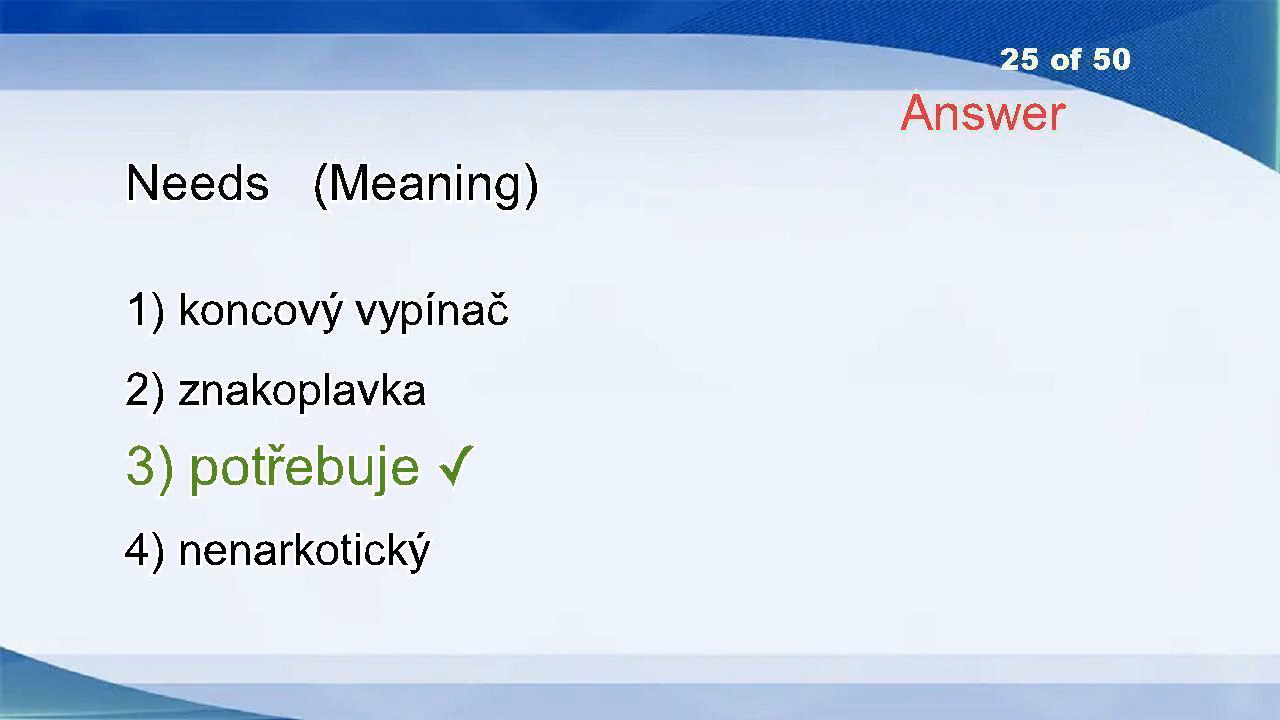 25 of 50
Answer
Needs (Meaning)
1) koncový vypínač
2) znakoplavka
3) potřebuje ✓
4) nenarkotický